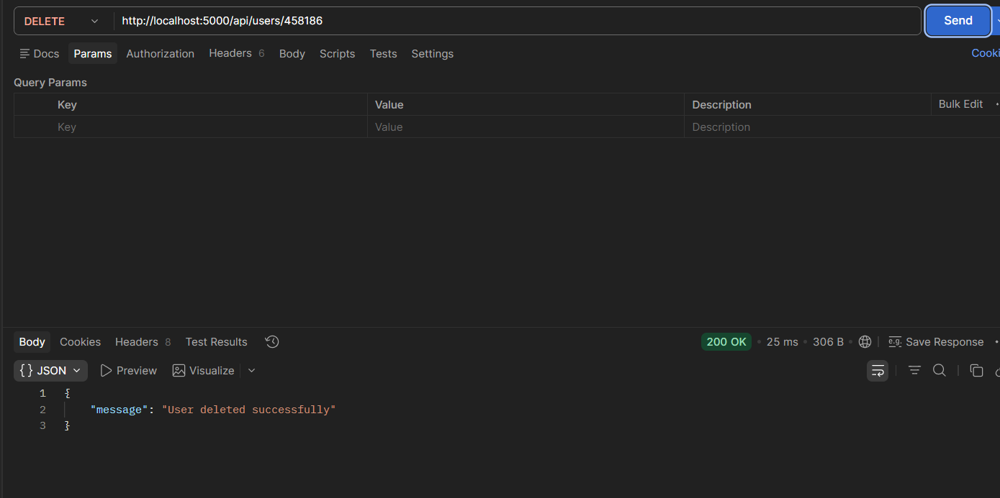 DELETE http://localhost:5000/api/users/458186 Send
Docs Params Authorization Headers 6 Body Scripts Tests Settings
Query Params
Key Value Description Bulk Edit
Key Value Description
Body Cookies Headers 8 Test Results 200 OK • 25 ms • 306 B • e.g. Save Response
{} JSON Preview Visualize
1 {
2 "message": "User deleted successfully"
3 }